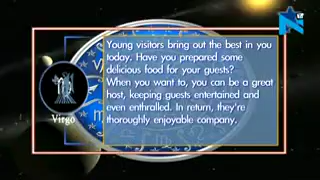 Young visitors bring out the best in you
today. Have you prepared some
delicious food for your guests?
When you want to, you can be a great
host, keeping guests entertained and
even enthralled. In return, they're
thoroughly enjoyable company.
Virgo